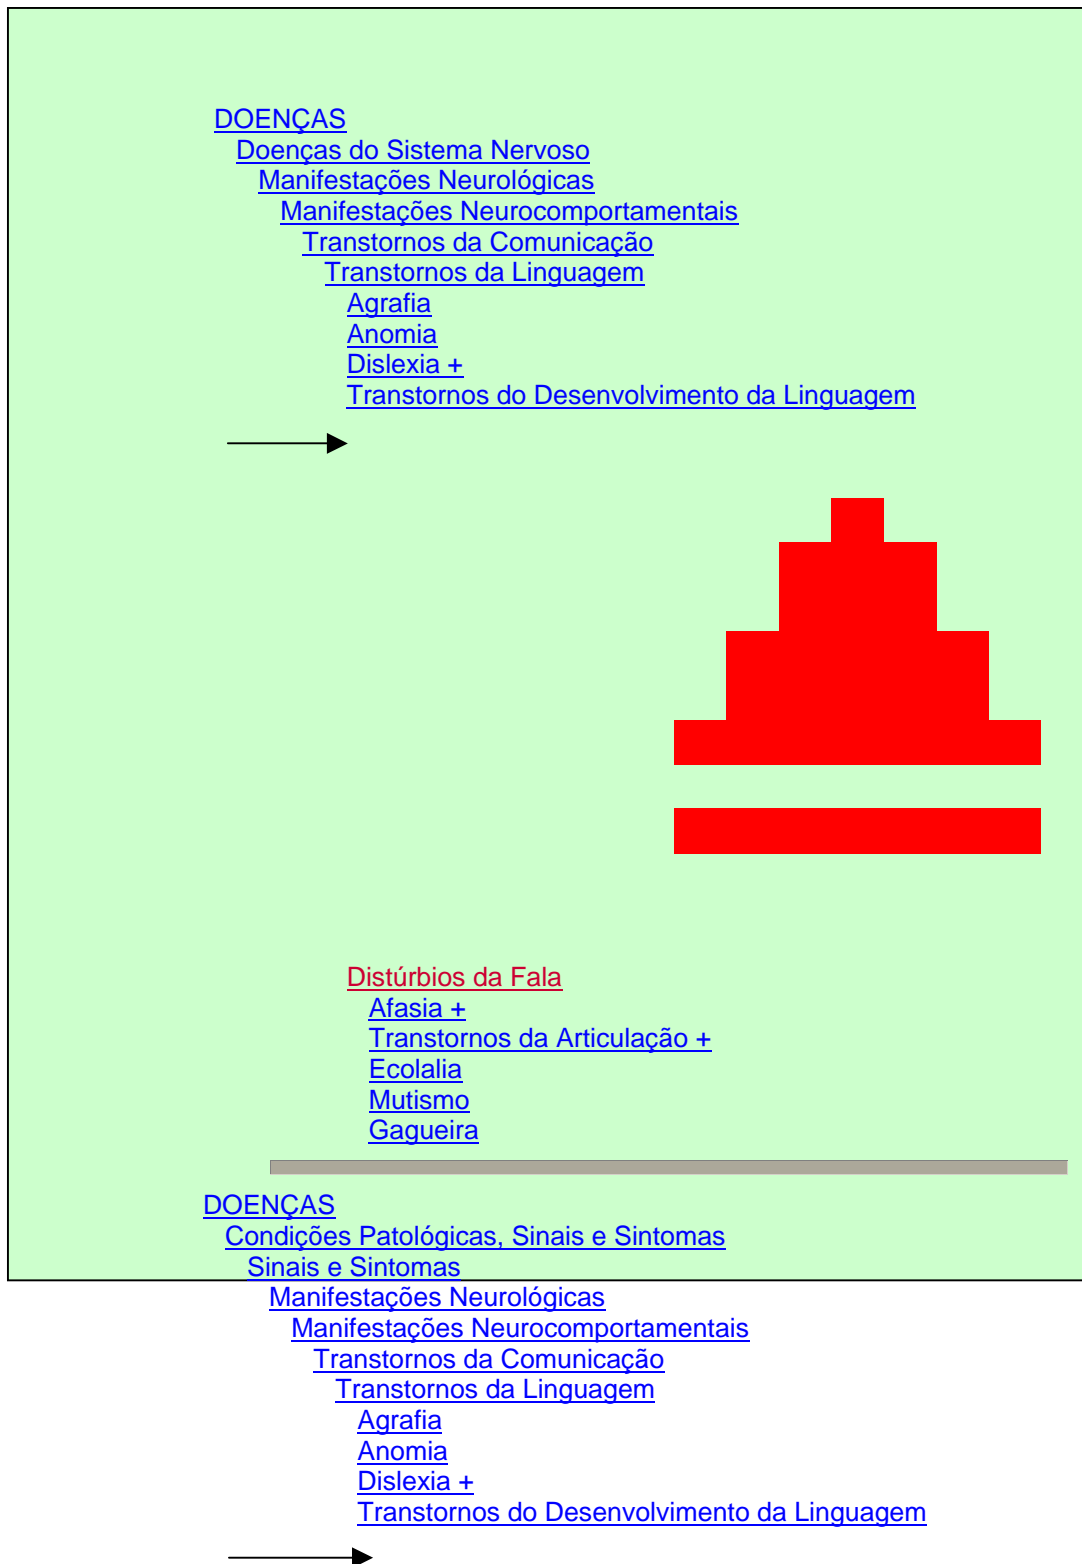 DOENÇAS
Doenças do Sistema Nervoso
Manifestações Neurológicas
Manifestações Neurocomportamentais
Transtornos da Comunicação
Transtornos da Linguagem
Agrafia
Anomia
Dislexia +
Transtornos do Desenvolvimento da Linguagem
Distúrbios da Fala
Afasia +
Transtornos da Articulação +
Ecolalia
Mutismo
Gagueira
DOENÇAS
Condições Patológicas, Sinais e Sintomas
Sinais e Sintomas
Manifestações Neurológicas
Manifestações Neurocomportamentais
Transtornos da Comunicação
Transtornos da Linguagem
Agrafia
Anomia
Dislexia +
Transtornos do Desenvolvimento da Linguagem